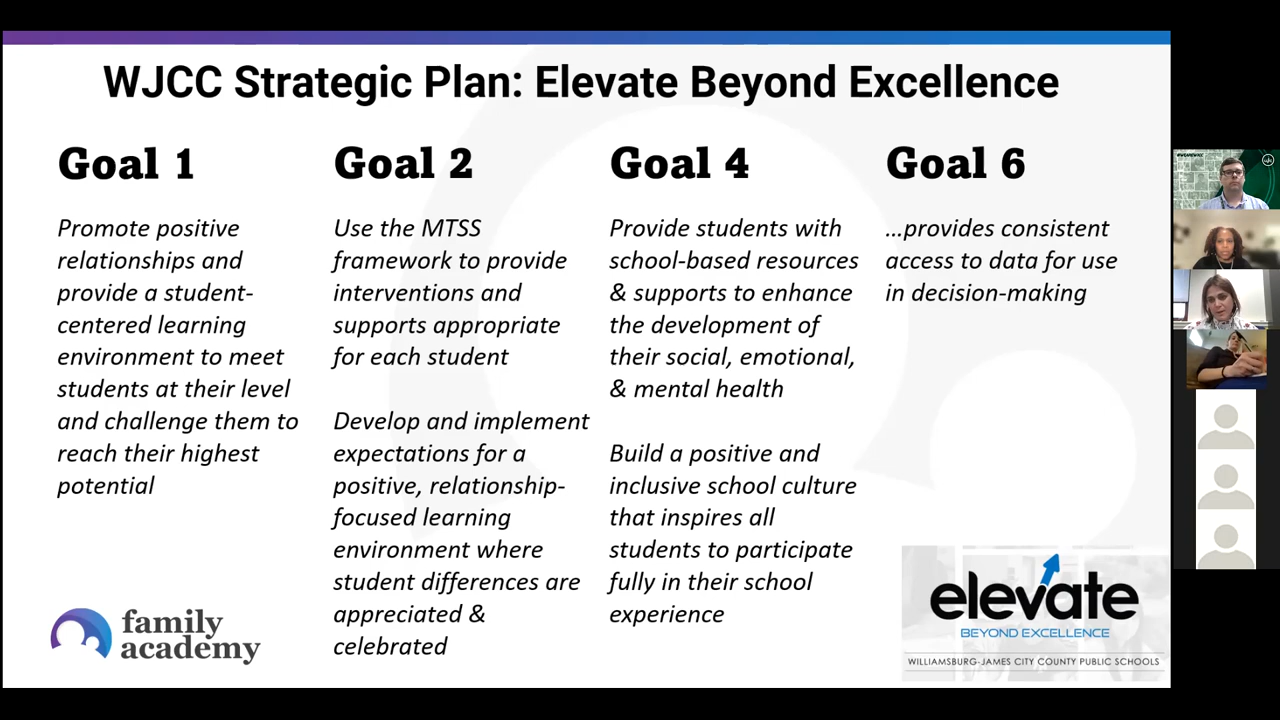 WJCC Strategic Plan: Elevate Beyond Excellence
Goal 1
Promote positive
relationships and
provide a student-
centered learning
environment to meet
students at their level
and challenge them to
reach their highest
potential
Goal 2
Use the MTSS
framework to provide
interventions and
supports appropriate
for each student
Develop and implement
expectations for a
positive, relationship-
focused learning
environment where
student differences are
appreciated &
celebrated
Goal 4
Provide students with
school-based resources
& supports to enhance
the development of
their social, emotional,
& mental health
Build a positive and
inclusive school culture
that inspires all
students to participate
fully in their school
experience
Goal 6
…provides consistent
access to data for use
in decision-making
family
academy
elevate
BEYOND EXCELLENCE
WILLIAMSBURG-JAMES CITY COUNTY PUBLIC SCHOOLS